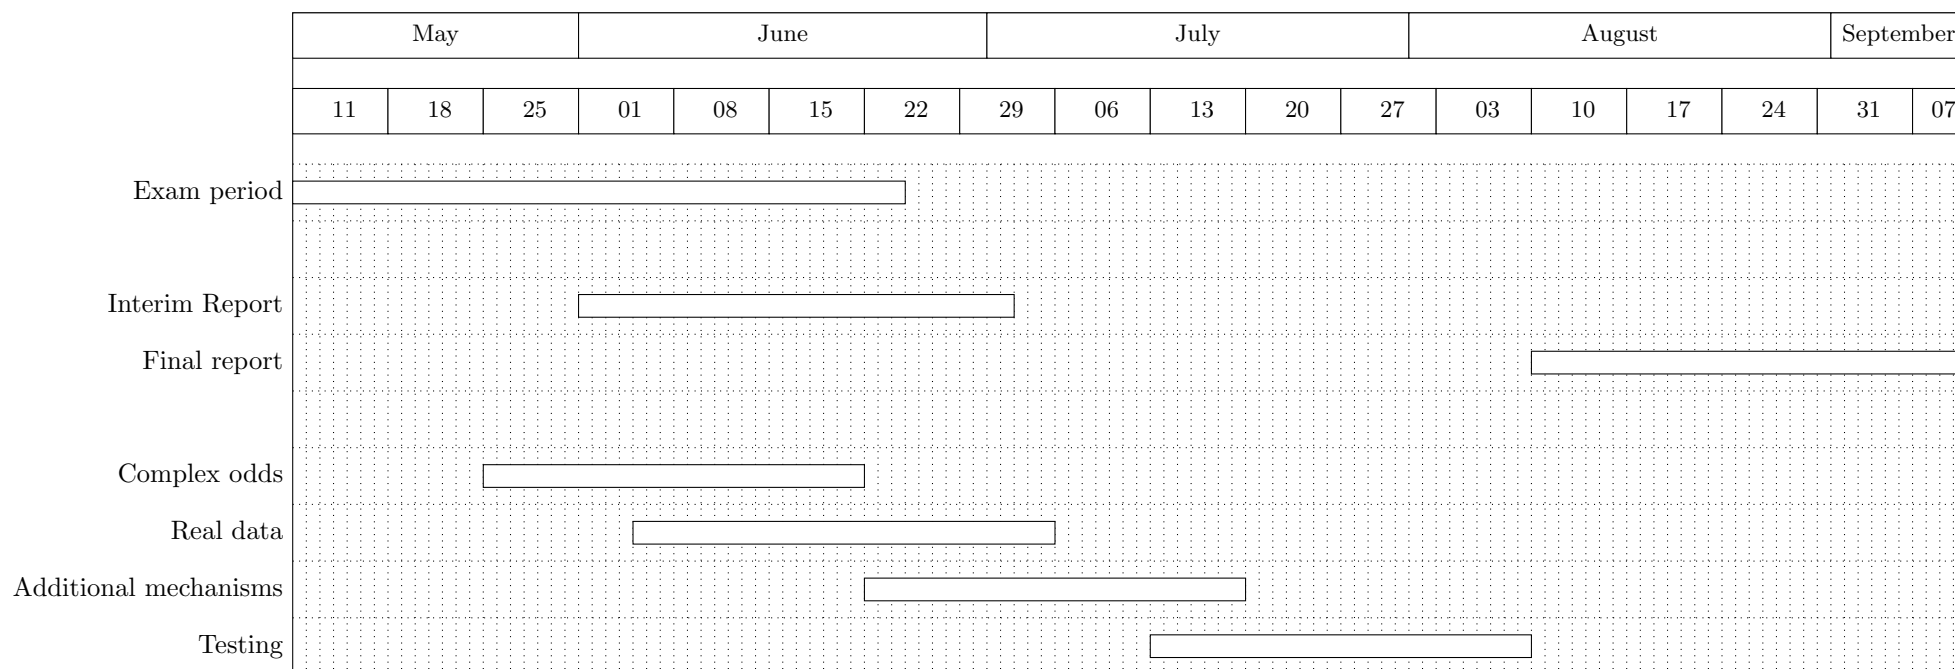 May June July August September
11 18 25 01 08 15 22 29 06 13 20 27 03 10 17 24 31 07
Exam period
Interim Report
Final report
Complex odds
Real data
Additional mechanisms
Testing